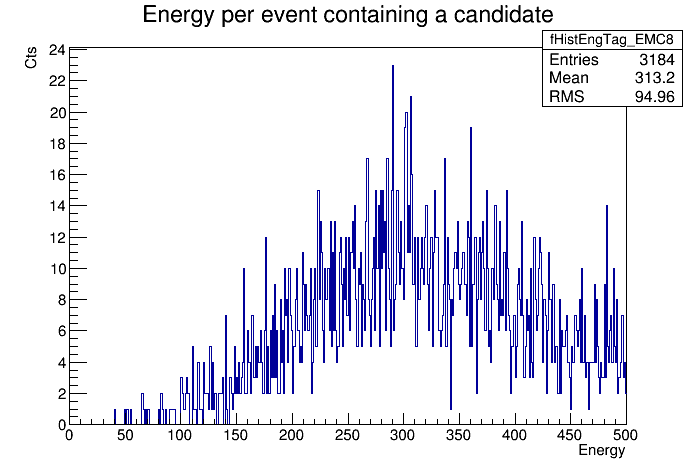 Energy per event containing a candidate
fHistEngTag_EMC8
Entries 3184
Mean 313.2
RMS 94.96
Cts
24
22
20
18
16
14
12
10
8
6
4
2
0
0 50 100 150 200 250 300 350 400 450 500
Energy